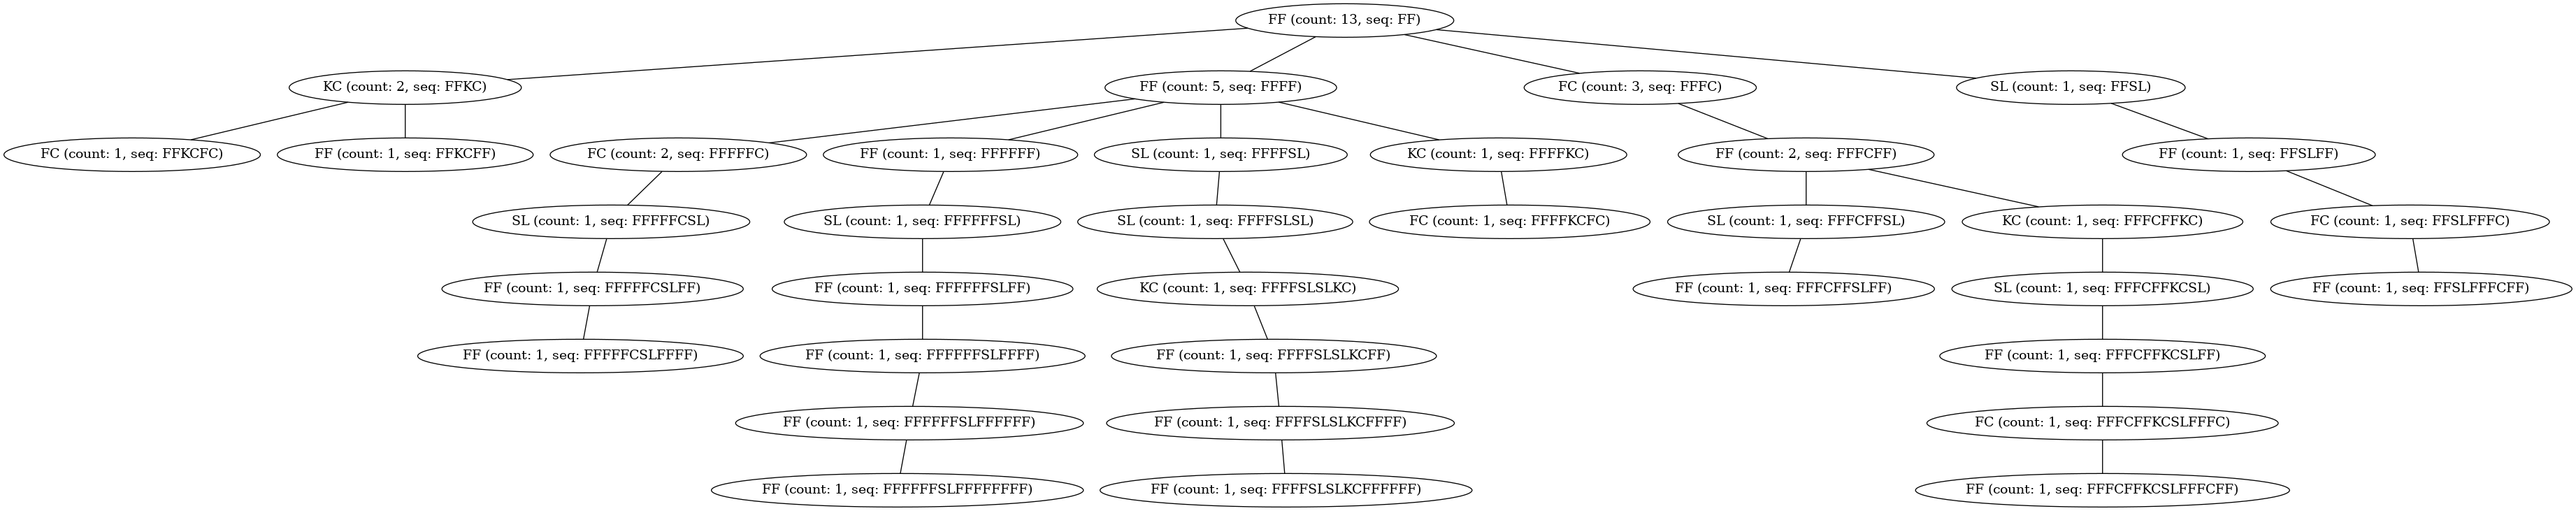 FF (count: 13, seq: FF)
KC (count: 2, seq: FFKC)
FF (count: 5, seq: FFFF)
FC (count: 3, seq: FFFC)
SL (count: 1, seq: FFSL)
FC (count: 1, seq: FFKCFC)
FF (count: 1, seq: FFKCFF)
FC (count: 2, seq: FFFFFC)
FF (count: 1, seq: FFFFFF)
SL (count: 1, seq: FFFFSL)
KC (count: 1, seq: FFFFKC)
FF (count: 2, seq: FFFCFF)
FF (count: 1, seq: FFSLFF)
SL (count: 1, seq: FFFFFCSL)
SL (count: 1, seq: FFFFFFSL)
SL (count: 1, seq: FFFFSLSL)
FC (count: 1, seq: FFFFKCFC)
SL (count: 1, seq: FFFCFFSL)
KC (count: 1, seq: FFFCFFKC)
FC (count: 1, seq: FFSLFFFC)
FF (count: 1, seq: FFFFFCSLFF)
FF (count: 1, seq: FFFFFFSLFF)
KC (count: 1, seq: FFFFSLSLKC)
FF (count: 1, seq: FFFCFFSLFF)
SL (count: 1, seq: FFFCFFKCSL)
FF (count: 1, seq: FFSLFFFCFF)
FF (count: 1, seq: FFFFFCSLFFFF)
FF (count: 1, seq: FFFFFFSLFFFF)
FF (count: 1, seq: FFFFSLSLKCFF)
FF (count: 1, seq: FFFCFFKCSLFF)
FF (count: 1, seq: FFFFFFSLFFFFFF)
FF (count: 1, seq: FFFFSLSLKCFFFF)
FC (count: 1, seq: FFFCFFKCSLFFFC)
FF (count: 1, seq: FFFFFFSLFFFFFFFF)
FF (count: 1, seq: FFFFSLSLKCFFFFFF)
FF (count: 1, seq: FFFCFFKCSLFFFCFF)